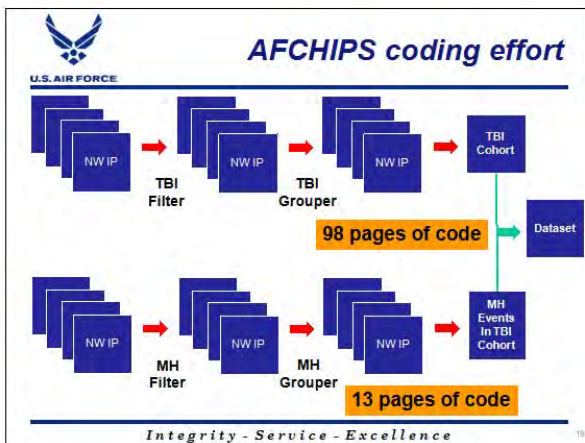 AFCHIPS coding effort
U.S. AIR FORCE
NW IP
NW IP
NW IP
TBI
Cohort
TBI
Filter
TBI
Grouper
98 pages of code
Dataset
NW IP
NW IP
NW IP
MH
Events
In TBI
Cohort
MH
Filter
MH
Grouper
13 pages of code
Integrity - Service - Excellence